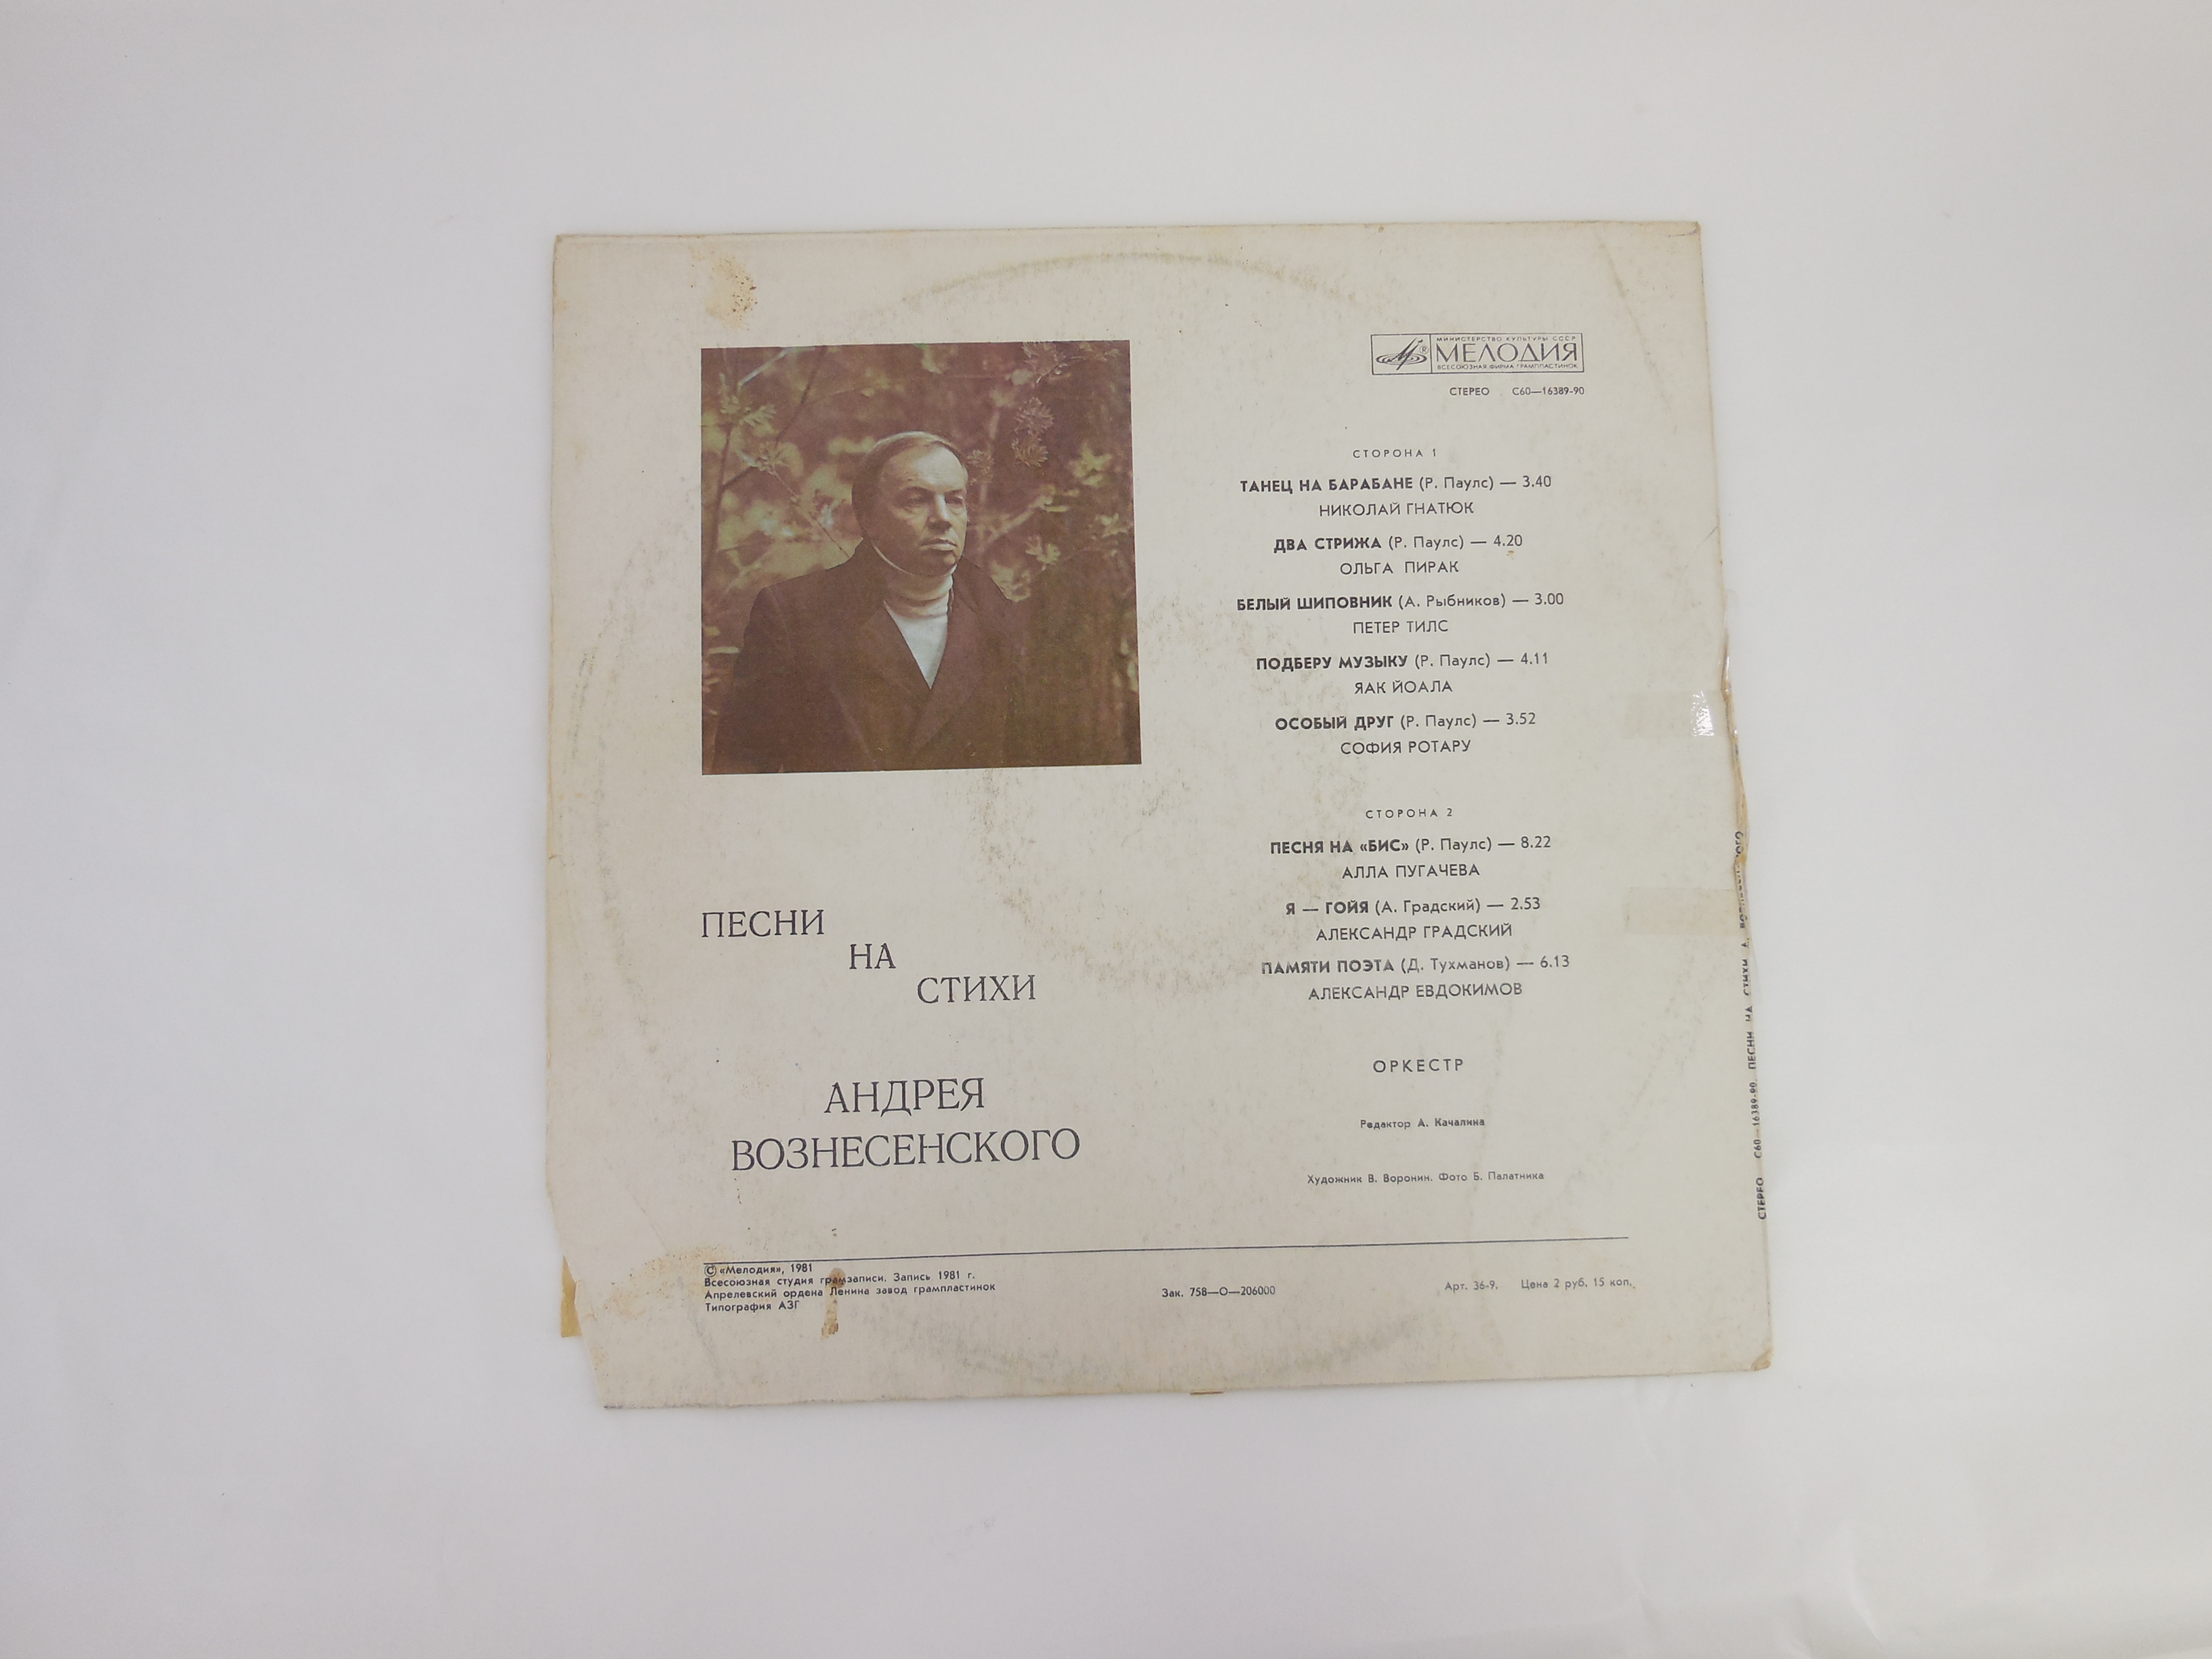 МИНИСТЕРСТВО КУЛЬТУРЫ СССР
МЕЛОДИЯ
ВСЕСОЮЗНАЯ ФИРМА ГРАМПЛАСТИНОК
СТЕРЕО С60—16389-90
СТОРОНА 1
ТАНЕЦ НА БАРАБАНЕ (Р. Паулс) — 3.40
НИКОЛАЙ ГНАТЮК
ДВА СТРИЖА (Р. Паулс) — 4.20
ОЛЬГА ПИРАК
БЕЛЫЙ ШИПОВНИК (А. Рыбников) — 3.00
ПЕТЕР ТИЛС
ПОДБЕРУ МУЗЫКУ (Р. Паулс) — 4.11
ЯАК ЙОАЛА
ОСОБЫЙ ДРУГ (Р. Паулс) — 3.52
СОФИЯ РОТАРУ
СТОРОНА 2
ПЕСНЯ НА «БИС» (Р. Паулс) — 8.22
АЛЛА ПУГАЧЕВА
Я — ГОЙЯ (А. Градский) — 2.53
АЛЕКСАНДР ГРАДСКИЙ
ПАМЯТИ ПОЭТА (Д. Тухманов) — 6.13
АЛЕКСАНДР ЕВДОКИМОВ
ОРКЕСТР
Редактор А. Качалина
Художник В. Воронин. Фото Б. Палатника
ПЕСНИ
НА
СТИХИ
АНДРЕЯ
ВОЗНЕСЕНСКОГО
© «Мелодия», 1981
Всесоюзная студия грамзаписи. Запись 1981 г.
Апрелевский ордена Ленина завод грампластинок
Типография АЗГ
Зак. 758—О—206000
Арт. 36-9. Цена 2 руб. 15 коп.
СТЕРЕО С60—16389-90 ПЕСНИ НА СТИХИ А.